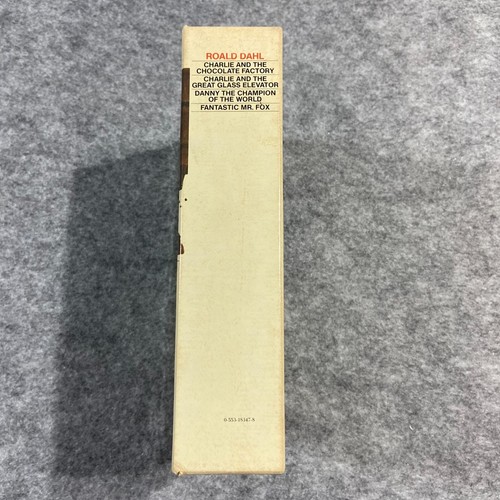 ROALD DAHL
CHARLIE AND THE
CHOCOLATE FACTORY
CHARLIE AND THE
GREAT GLASS ELEVATOR
DANNY THE CHAMPION
OF THE WORLD
FANTASTIC MR. FOX